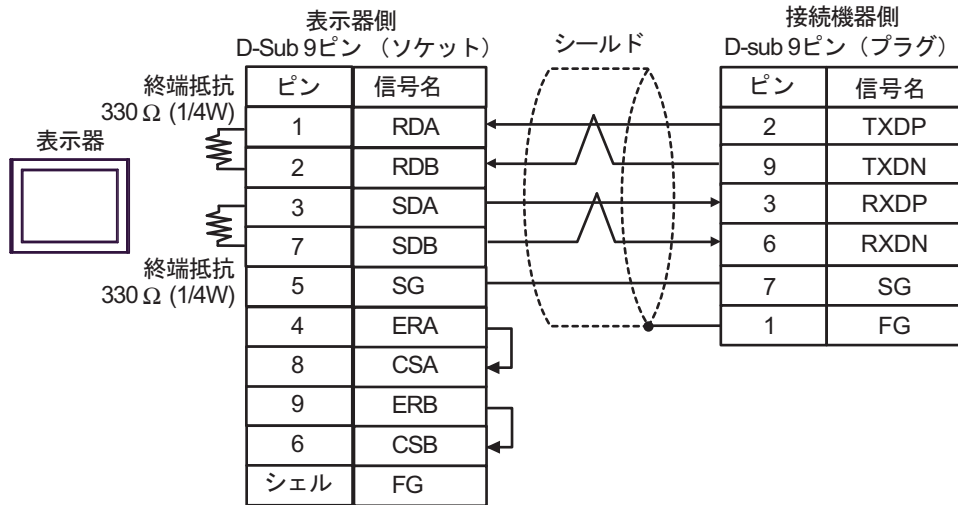 表示器側
D-Sub 9ピン （ソケット）
シールド
接続機器側
D-sub 9ピン（プラグ）
終端抵抗
330 Ω (1/4W)
表示器
終端抵抗
330 Ω (1/4W)
ピン 信号名
1 RDA
2 RDB
3 SDA
7 SDB
5 SG
4 ERA
8 CSA
9 ERB
6 CSB
シェル FG
ピン 信号名
2 TXDP
9 TXDN
3 RXDP
6 RXDN
7 SG
1 FG